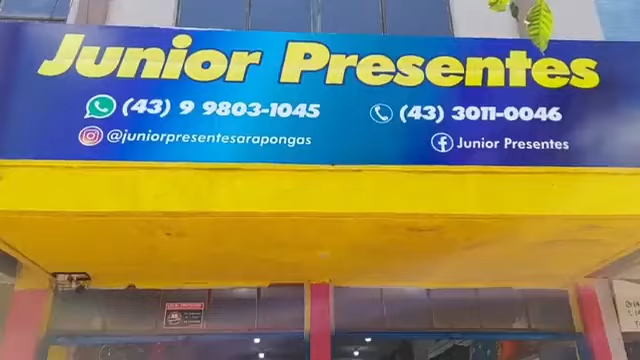 Junior Presentes
(43) 9 9803-1045 (43) 3011-0046
@juniorpresentesarapongas Junior Presentes